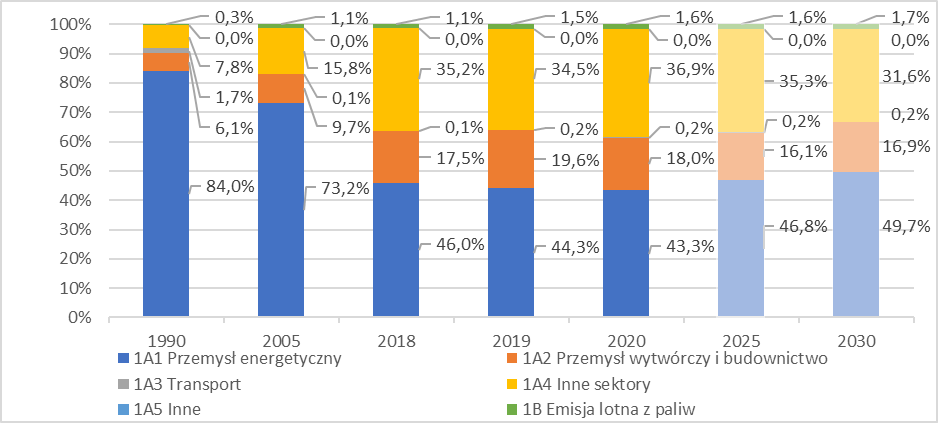 100% 0,3% 1,1% 1,1% 1,5% 1,6% 1,6% 1,7%
90% 0,0% 0,0% 0,0% 0,0% 0,0% 0,0% 0,0%
80% 7,8% 15,8% 35,2% 34,5% 36,9% 35,3% 31,6%
70% 1,7% 0,1% 0,1% 0,2% 0,2% 0,2% 0,2%
60% 6,1% 9,7% 17,5% 19,6% 18,0% 16,1% 16,9%
50%
40% 84,0% 73,2% 46,0% 44,3% 43,3% 46,8% 49,7%
30%
20%
10%
0%
1990 2005 2018 2019 2020 2025 2030
1A1 Przemysł energetyczny 1A2 Przemysł wytwórczy i budownictwo
1A3 Transport 1A4 Inne sektory
1A5 Inne 1B Emisja lotna z paliw